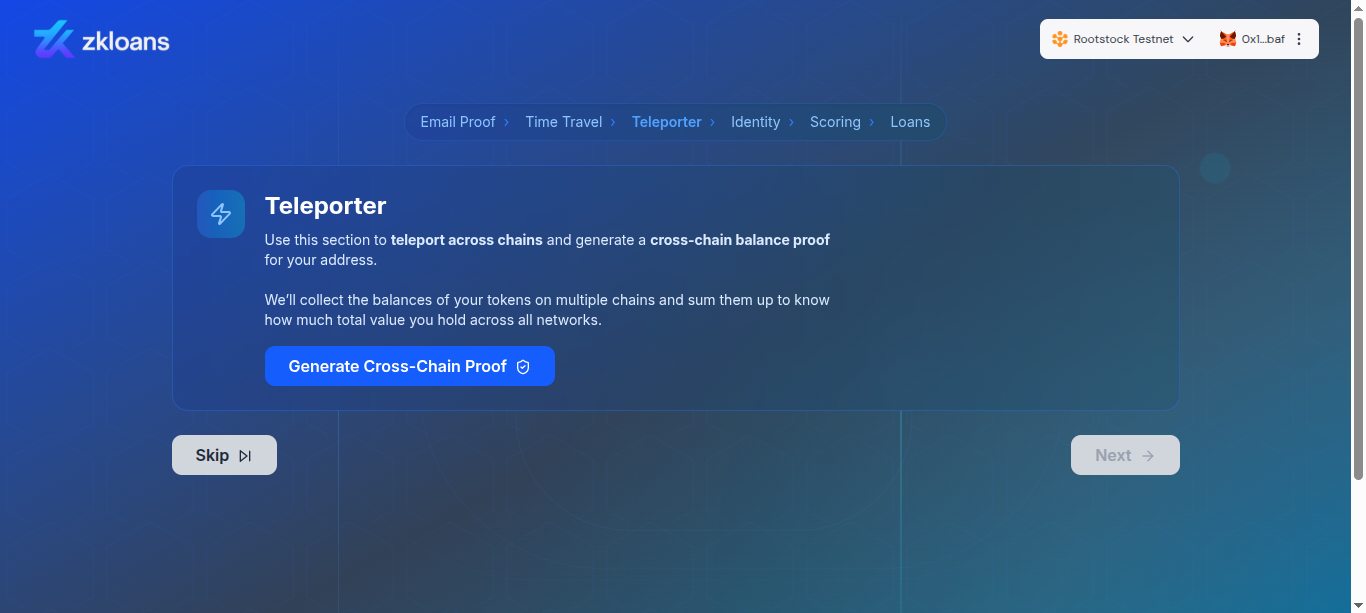 zkloans
Rootstock Testnet
0x1...baf
Email Proof › Time Travel › Teleporter › Identity › Scoring › Loans
Teleporter
Use this section to teleport across chains and generate a cross-chain balance proof
for your address.
We’ll collect the balances of your tokens on multiple chains and sum them up to know
how much total value you hold across all networks.
Generate Cross-Chain Proof
Skip
Next